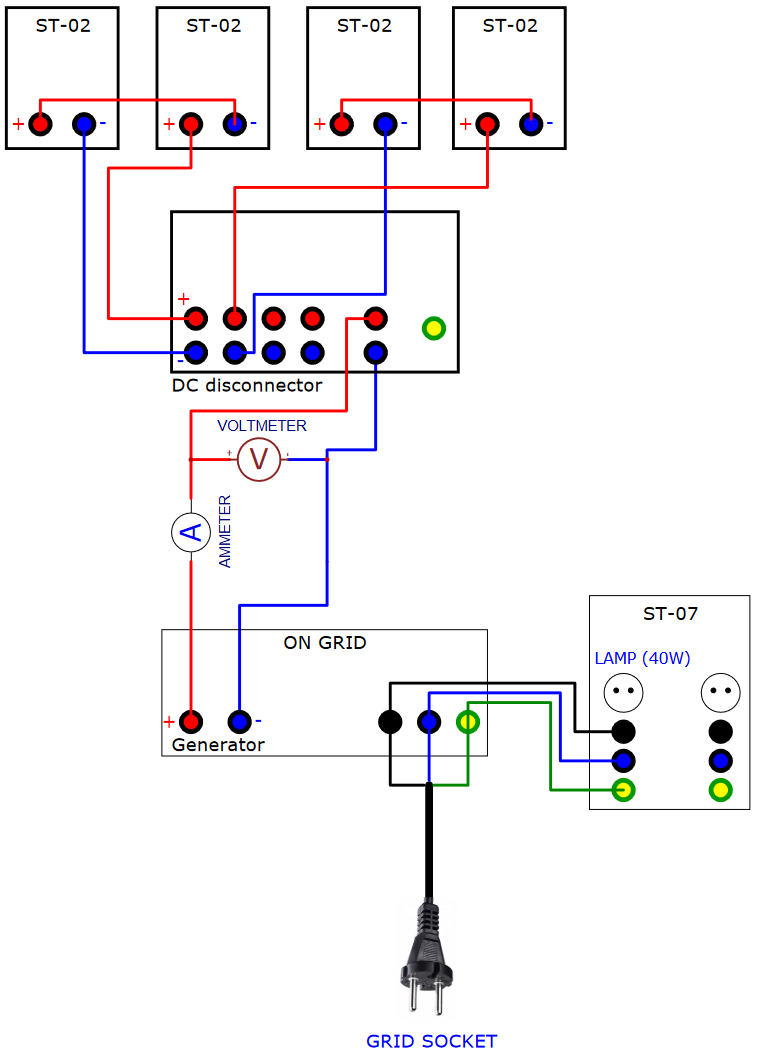 ST-02
ST-02
ST-02
ST-02
+ -
+ -
+ -
+ -
+
-
DC disconnector
VOLTMETER
+ V -
A
AMMETER
ON GRID
+ -
Generator
ST-07
LAMP (40W)
GRID SOCKET